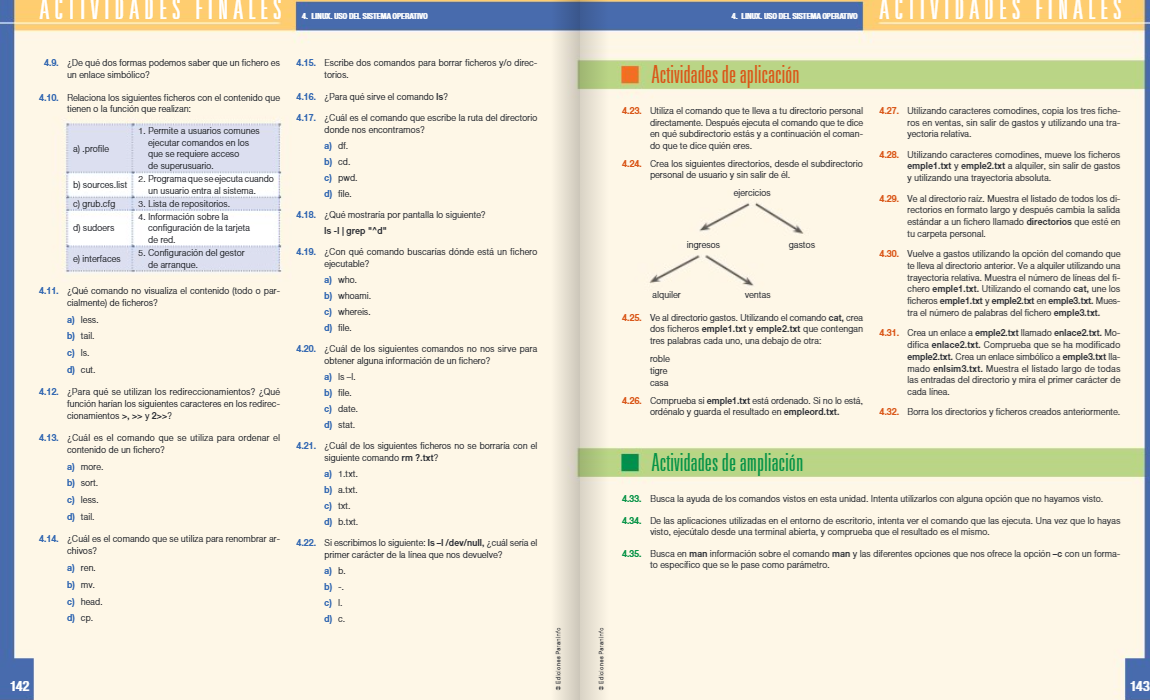 ACTIVIDADES FINALES
4. LINUX. USO DEL SISTEMA OPERATIVO
4.9. ¿De qué dos formas podemos saber que un fichero es
un enlace simbólico?
4.10. Relaciona los siguientes ficheros con el contenido que
tienen o la función que realizan:
a) .profile
1. Permite a usuarios comunes
ejecutar comandos en los
que se requiere acceso
de superusuario.
b) sources.list
2. Programa que se ejecuta cuando
un usuario entra al sistema.
c) grub.cfg
3. Lista de repositorios.
d) sudoers
4. Información sobre la
configuración de la tarjeta
de red.
e) interfaces
5. Configuración del gestor
de arranque.
4.11. ¿Qué comando no visualiza el contenido (todo o par-
cialmente) de ficheros?
a) less.
b) tail.
c) ls.
d) cut.
4.12. ¿Para qué se utilizan los redireccionamientos? ¿Qué
función harían los siguientes caracteres en los redirec-
cionamientos >, >> y 2>>?
4.13. ¿Cuál es el comando que se utiliza para ordenar el
contenido de un fichero?
a) more.
b) sort.
c) less.
d) tail.
4.14. ¿Cuál es el comando que se utiliza para renombrar ar-
chivos?
a) ren.
b) mv.
c) head.
d) cp.
4.15. Escribe dos comandos para borrar ficheros y/o direc-
torios.
4.16. ¿Para qué sirve el comando ls?
4.17. ¿Cuál es el comando que escribe la ruta del directorio
donde nos encontramos?
a) df.
b) cd.
c) pwd.
d) file.
4.18. ¿Qué mostraría por pantalla lo siguiente?
ls -l | grep "^d"
4.19. ¿Con qué comando buscarías dónde está un fichero
ejecutable?
a) who.
b) whoami.
c) whereis.
d) file.
4.20. ¿Cuál de los siguientes comandos no nos sirve para
obtener alguna información de un fichero?
a) ls –l.
b) file.
c) date.
d) stat.
4.21. ¿Cuál de los siguientes ficheros no se borraría con el
siguiente comando rm ?.txt?
a) 1.txt.
b) a.txt.
c) txt.
d) b.txt.
4.22. Si escribimos lo siguiente: ls –l /dev/null, ¿cuál sería el
primer carácter de la línea que nos devuelve?
a) b.
b) -.
c) l.
d) c.
© Ediciones Paraninfo
142
4. LINUX. USO DEL SISTEMA OPERATIVO
ACTIVIDADES FINALES
Actividades de aplicación
4.23. Utiliza el comando que te lleva a tu directorio personal
directamente. Después ejecuta el comando que te dice
en qué subdirectorio estás y a continuación el coman-
do que te dice quién eres.
4.24. Crea los siguientes directorios, desde el subdirectorio
personal de usuario y sin salir de él.
ejercicios
ingresos
gastos
alquiler
ventas
4.25. Ve al directorio gastos. Utilizando el comando cat, crea
dos ficheros emple1.txt y emple2.txt que contengan
tres palabras cada uno, una debajo de otra:
roble
tigre
casa
4.26. Comprueba si emple1.txt está ordenado. Si no lo está,
ordénalo y guarda el resultado en empleord.txt.
4.27. Utilizando caracteres comodines, copia los tres fiche-
ros en ventas, sin salir de gastos y utilizando una tra-
yectoria relativa.
4.28. Utilizando caracteres comodines, mueve los ficheros
emple1.txt y emple2.txt a alquiler, sin salir de gastos
y utilizando una trayectoria absoluta.
4.29. Ve al directorio raíz. Muestra el listado de todos los di-
rectorios en formato largo y después cambia la salida
estándar a un fichero llamado directorios que esté en
tu carpeta personal.
4.30. Vuelve a gastos utilizando la opción del comando que
te lleva al directorio anterior. Ve a alquiler utilizando una
trayectoria relativa. Muestra el número de líneas del fi-
chero emple1.txt. Utilizando el comando cat, une los
ficheros emple1.txt y emple2.txt en emple3.txt. Mues-
tra el número de palabras del fichero emple3.txt.
4.31. Crea un enlace a emple2.txt llamado enlace2.txt. Mo-
difica enlace2.txt. Comprueba que se ha modificado
emple2.txt. Crea un enlace simbólico a emple3.txt lla-
mado enlsim3.txt. Muestra el listado largo de todas
las entradas del directorio y mira el primer carácter de
cada línea.
4.32. Borra los directorios y ficheros creados anteriormente.
Actividades de ampliación
4.33. Busca la ayuda de los comandos vistos en esta unidad. Intenta utilizarlos con alguna opción que no hayamos visto.
4.34. De las aplicaciones utilizadas en el entorno de escritorio, intenta ver el comando que las ejecuta. Una vez que lo hayas
visto, ejecútalo desde una terminal abierta, y comprueba que el resultado es el mismo.
4.35. Busca en man información sobre el comando man y las diferentes opciones que nos ofrece la opción –c con un forma-
to específico que se le pase como parámetro.
© Ediciones Paraninfo
143